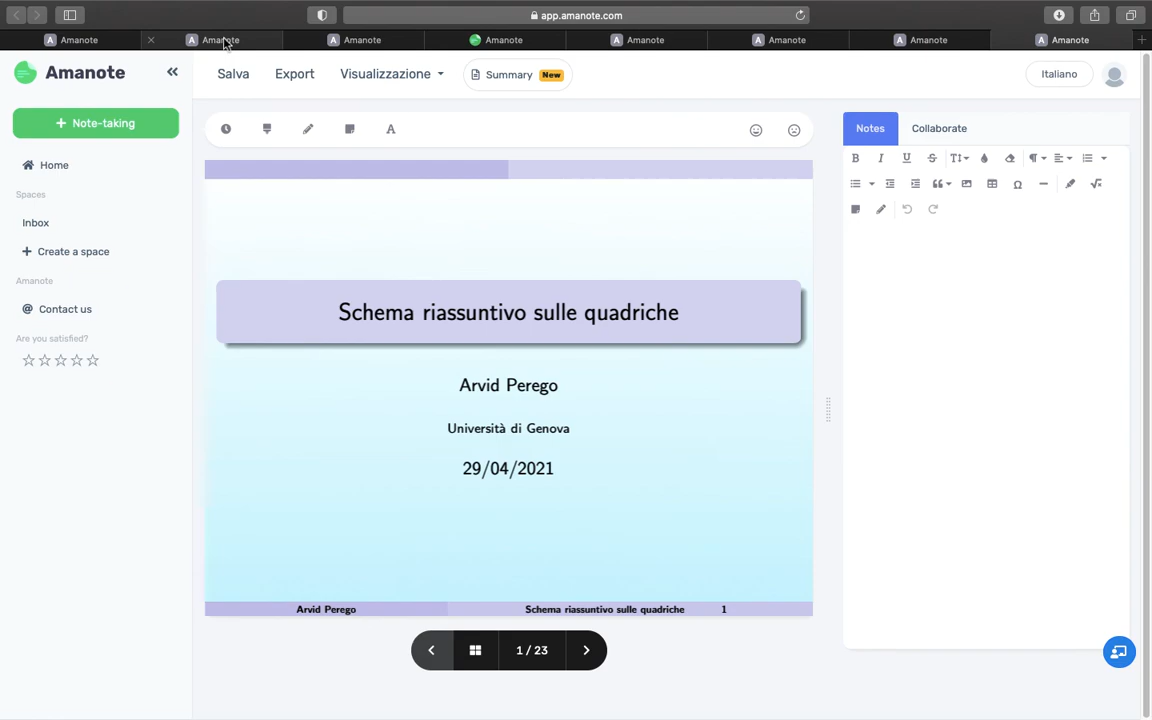 app.amanote.com
Amanote
Amanote
Amanote
Amanote
Amanote
Amanote
Amanote
Amanote
Amanote
Salva
Export
Visualizzazione
Summary New
Italiano
+ Note-taking
Home
Spaces
Inbox
+ Create a space
Amanote
@ Contact us
Are you satisfied?
A
Schema riassuntivo sulle quadriche
Arvid Perego
Università di Genova
29/04/2021
Arvid Perego
Schema riassuntivo sulle quadriche 1
1 / 23
Notes
Collaborate